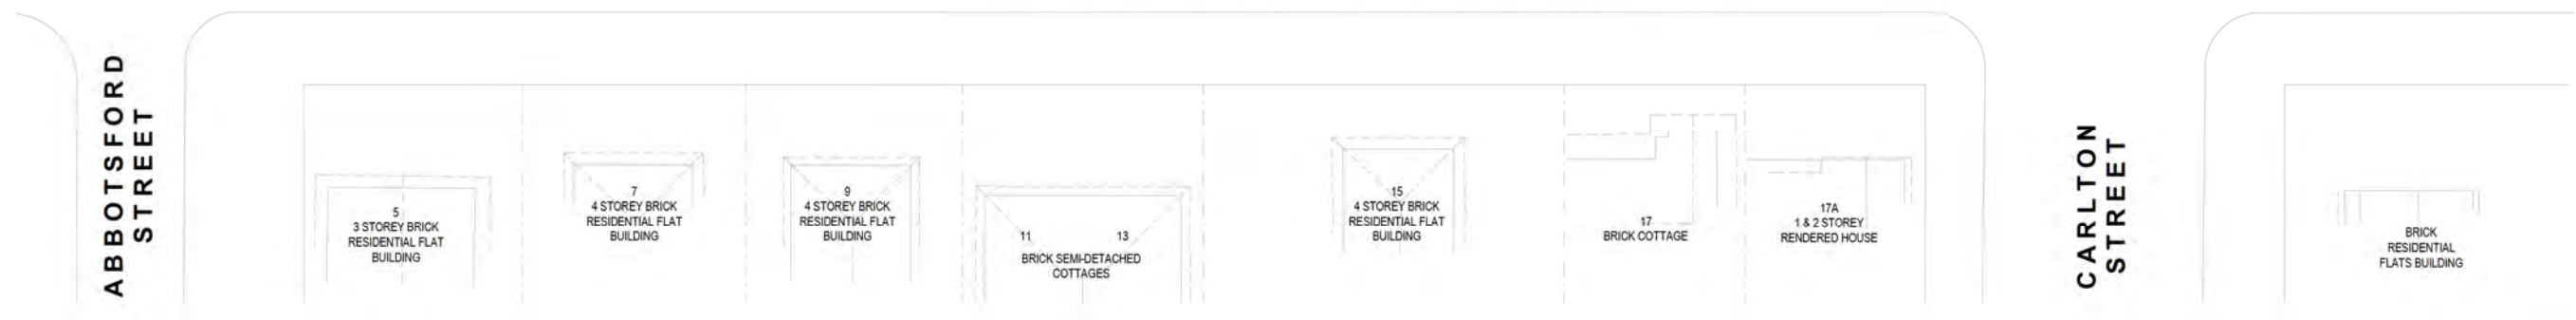 ABBOTSFORD
STREET
5
3 STOREY BRICK
RESIDENTIAL FLAT
BUILDING
7
4 STOREY BRICK
RESIDENTIAL FLAT
BUILDING
9
4 STOREY BRICK
RESIDENTIAL FLAT
BUILDING
11
13
BRICK SEMI-DETACHED
COTTAGES
15
4 STOREY BRICK
RESIDENTIAL FLAT
BUILDING
17
BRICK COTTAGE
17A
1 & 2 STOREY
RENDERED HOUSE
CARLTON
STREET
BRICK
RESIDENTIAL
FLATS BUILDING